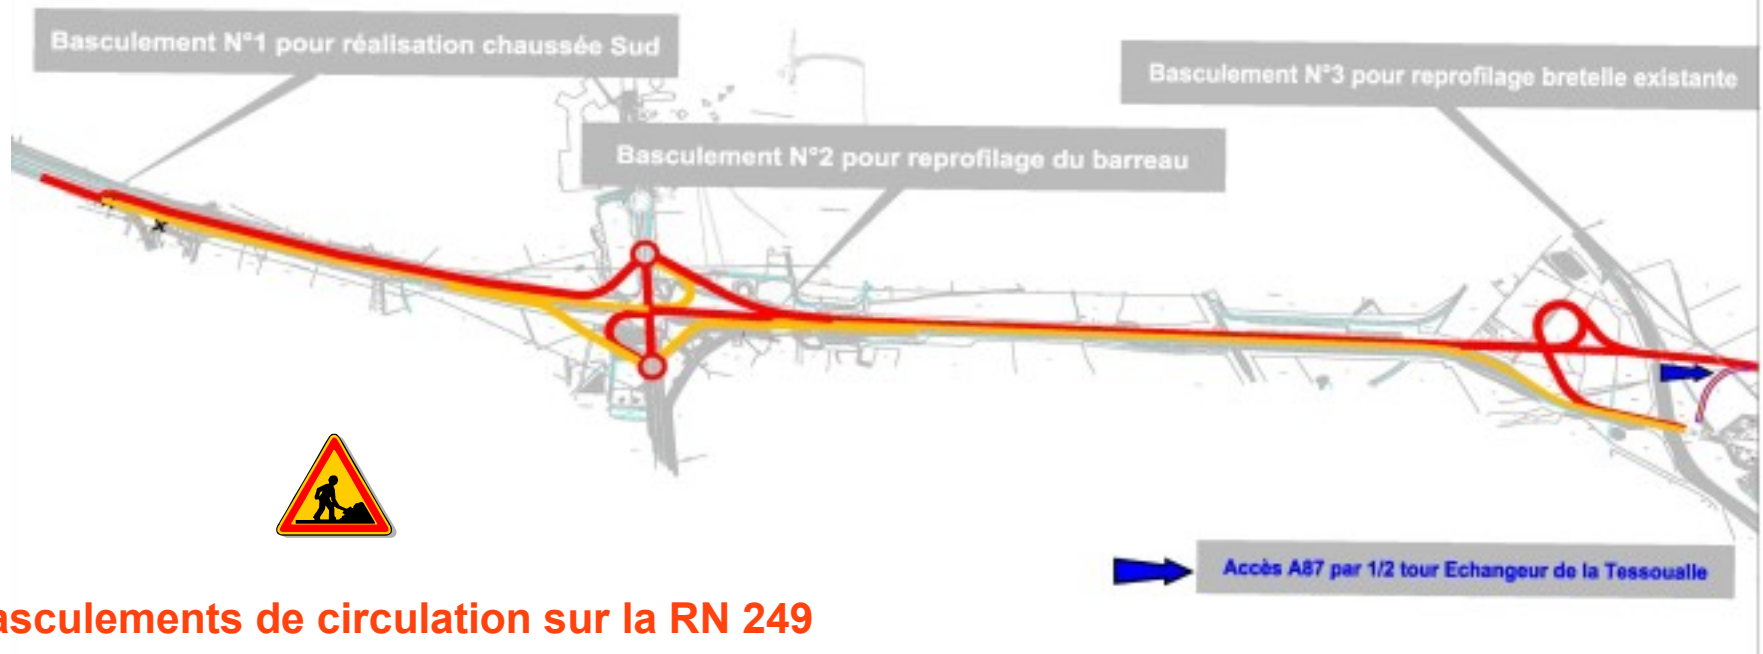 Basculement N°1 pour réalisation chaussée Sud
Basculement N°3 pour reprofilage bretelle existante
Basculement N°2 pour reprofilage du barreau
Accès A87 par 1/2 tour Echangeur de la Tessoualle
asculements de circulation sur la RN 249